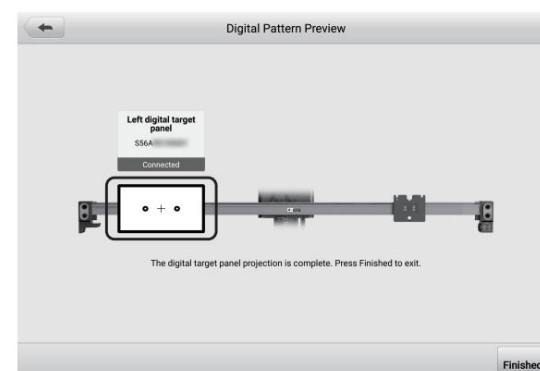 Digital Pattern Preview
Left digital target
panel
S56A
Connected
The digital target panel projection is complete. Press Finished to exit.
Finished